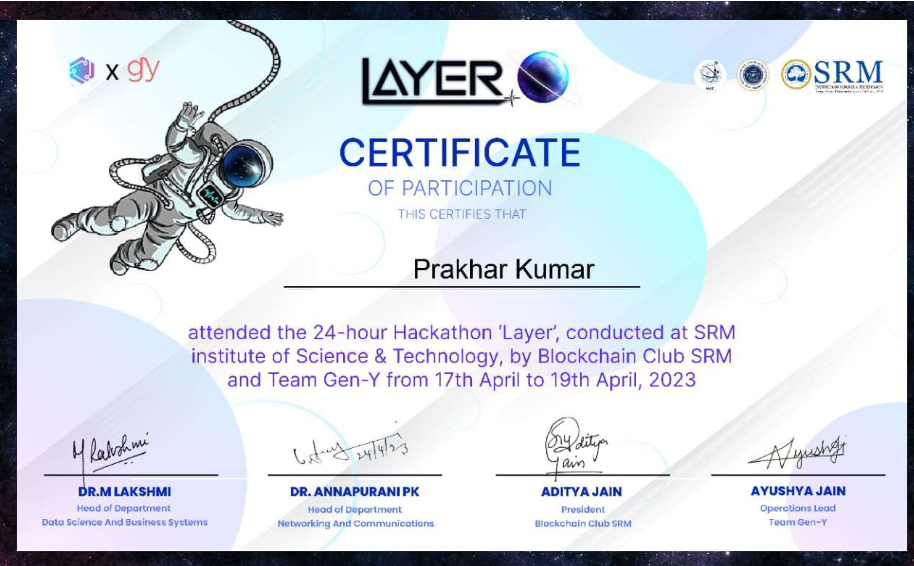 x gy
LAYER
SRM
INSTITUTE OF SCIENCE & TECHNOLOGY
CERTIFICATE
OF PARTICIPATION
THIS CERTIFIES THAT
Prakhar Kumar
attended the 24-hour Hackathon ‘Layer’, conducted at SRM
institute of Science & Technology, by Blockchain Club SRM
and Team Gen-Y from 17th April to 19th April, 2023
M Lakshmi
24/4/23
Aditya
Jain
Ayushya
DR.M LAKSHMI
Head of Department
Data Science And Business Systems
DR. ANNAPURANI PK
Head of Department
Networking And Communications
ADITYA JAIN
President
Blockchain Club SRM
AYUSHYA JAIN
Operations Lead
Team Gen-Y